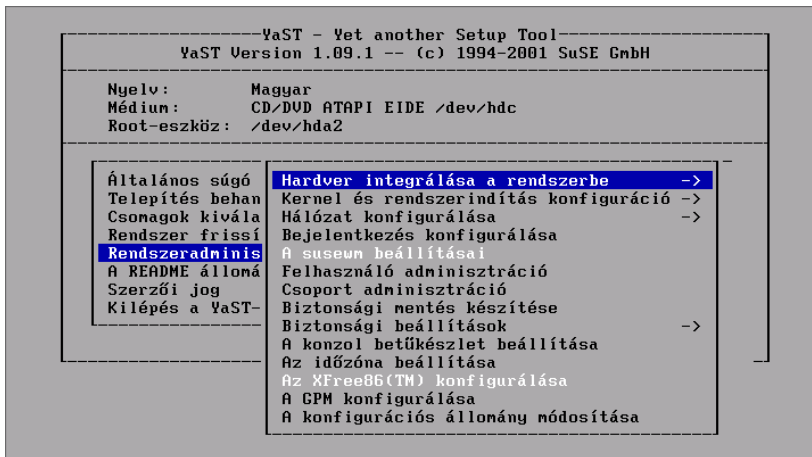 YaST - Yet another Setup Tool
YaST Version 1.09.1 -- (c) 1994-2001 SuSE GmbH
Nyelv: Magyar
Médium: CD/DVD ATAPI EIDE /dev/hdc
Root-eszköz: /dev/hda2
Általános súgó
Telepítés behan
Csomagok kivála
Rendszer frissí
Rendszeradminis
A README állomá
Szerzői jog
Kilépés a YaST-
Hardver integrálása a rendszerbe ->
Kernel és rendszerindítás konfiguráció ->
Hálózat konfigurálása ->
Bejelentkezés konfigurálása
A susewm beállításai
Felhasználó adminisztráció
Csoport adminisztráció
Biztonsági mentés készítése
Biztonsági beállítások ->
A konzol betűkészlet beállítása
Az időzóna beállítása
Az XFree86(TM) konfigurálása
A GPM konfigurálása
A konfigurációs állomány módosítása